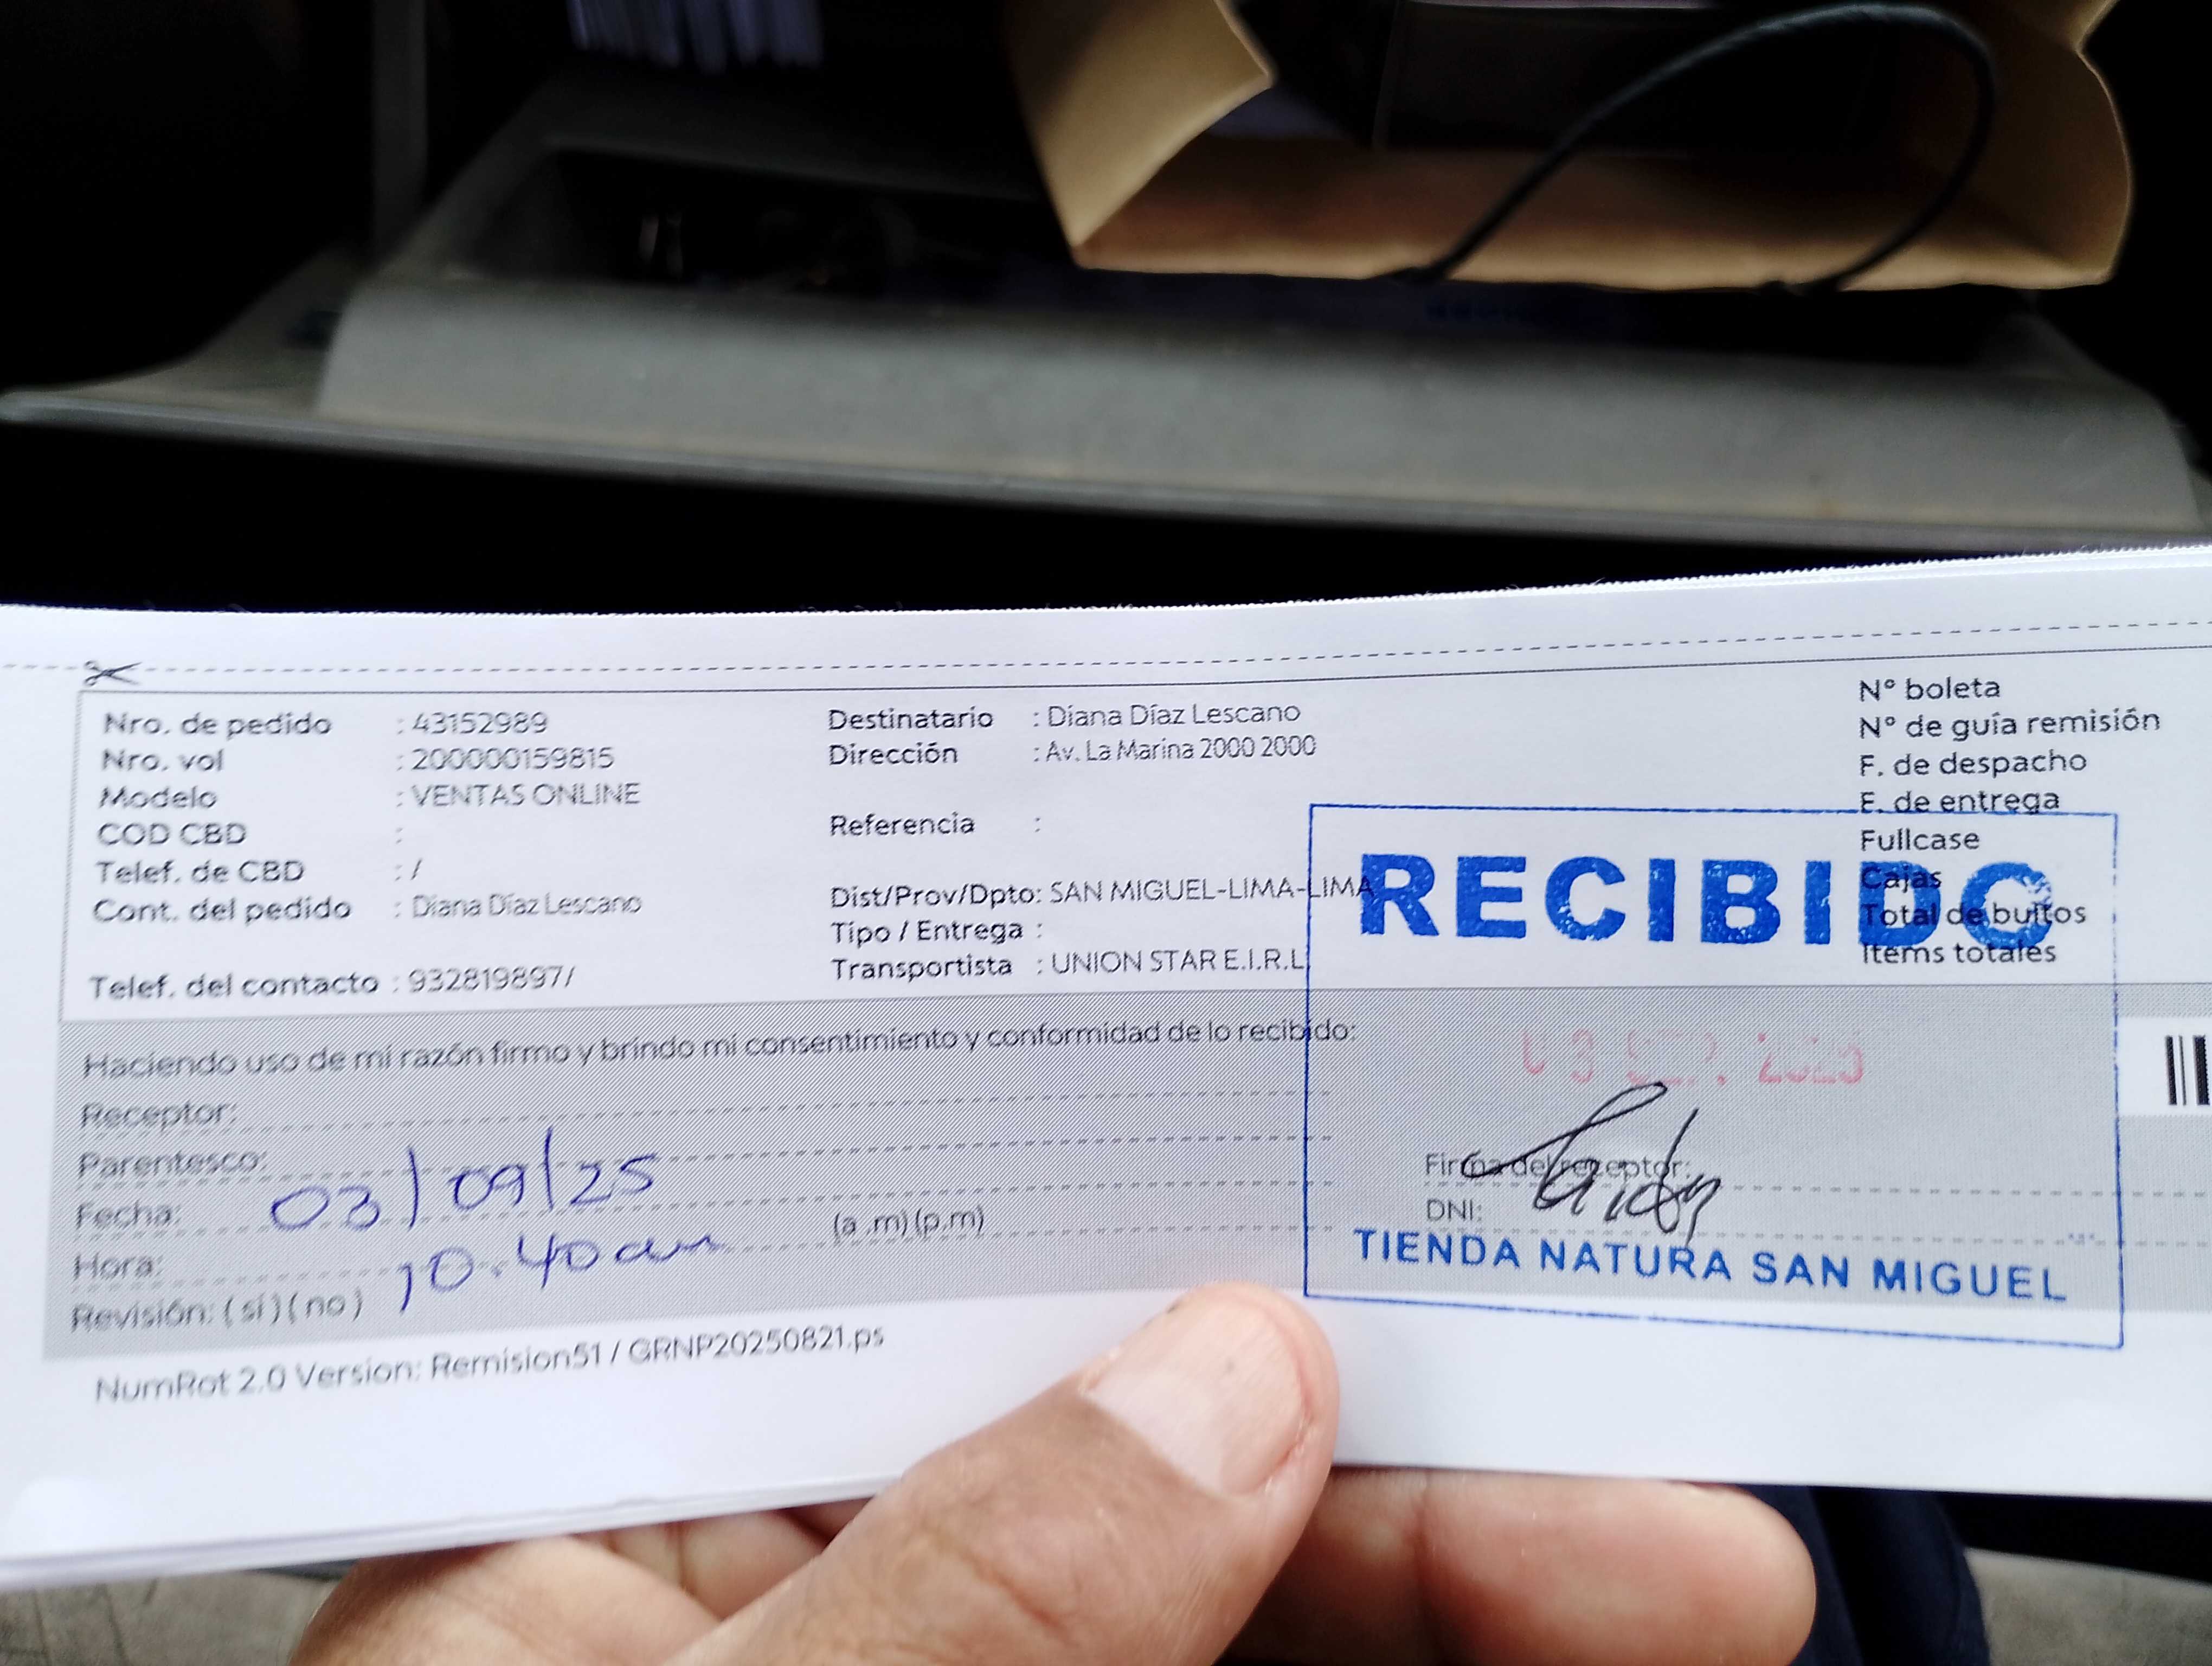 Nro. de pedido : 43152989
Nro. vol : 200000159815
Modelo : VENTAS ONLINE
COD CBD :
Telef. de CBD : /
Cont. del pedido : Diana Díaz Lescano
Telef. del contacto : 932819897/
Destinatario : Diana Díaz Lescano
Dirección : Av. La Marina 2000 2000
Referencia :
Dist/Prov/Dpto: SAN MIGUEL-LIMA-LIMA
Tipo / Entrega :
Transportista : UNION STAR E.I.R.L
N° boleta
N° de guía remisión
F. de despacho
F. de entrega
Fullcase
Cajas
Total de bultos
Items totales
RECIBIDO
Haciendo uso de mi razón firmo y brindo mi consentimiento y conformidad de lo recibido:
Receptor:
Parentesco:
Fecha: 03/09/25
Hora: 10:40am (a .m) (p.m)
Revisión: ( si ) ( no )
03
Firma del receptor:
DNI:
TIENDA NATURA SAN MIGUEL
NumRot 2.0 Version: Remision51 / GRNP20250821.ps